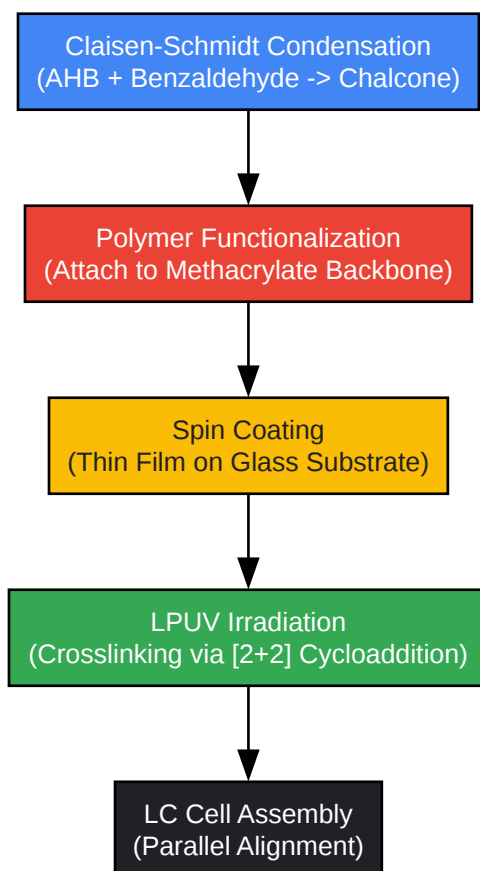 Claisen-Schmidt Condensation
(AHB + Benzaldehyde -> Chalcone)
Polymer Functionalization
(Attach to Methacrylate Backbone)
Spin Coating
(Thin Film on Glass Substrate)
LPUV Irradiation
(Crosslinking via [2+2] Cycloaddition)
LC Cell Assembly
(Parallel Alignment)